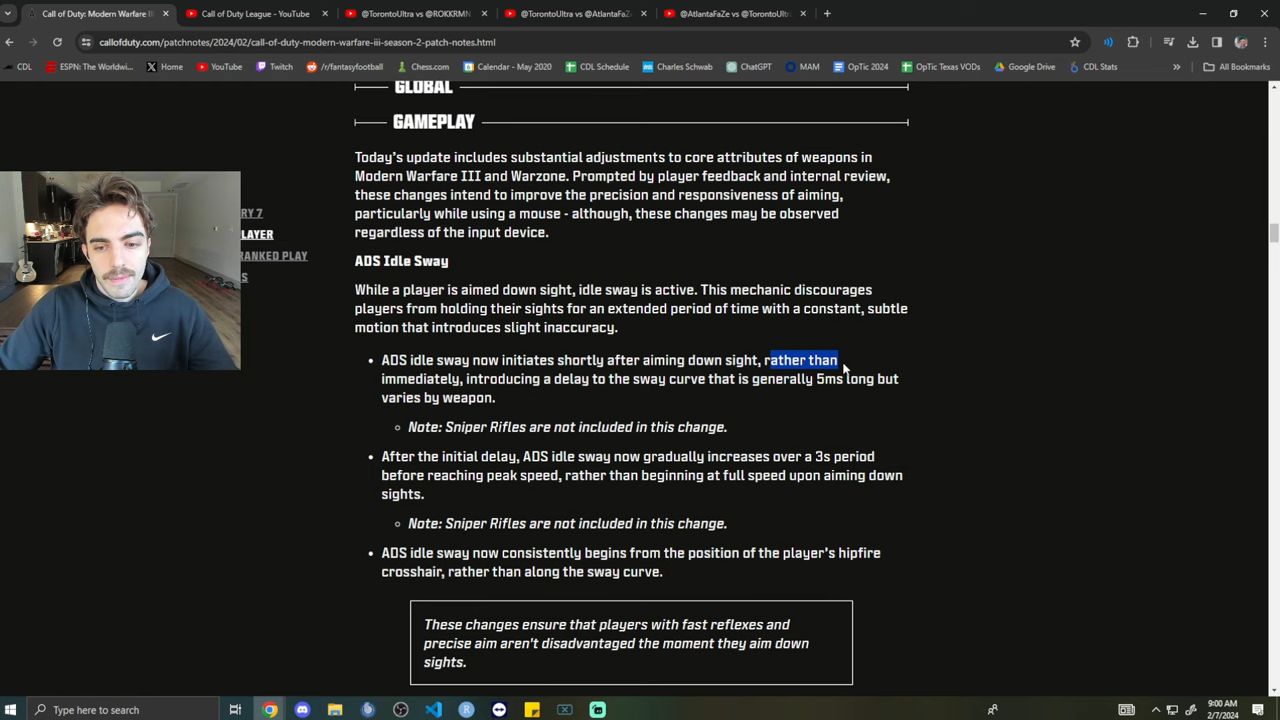 Call of Duty: Modern Warfare II
Call of Duty League - YouTube
@TorontoUltra vs @ROKKRMN
@TorontoUltra vs @AtlantaFaZe
@AtlantaFaZe vs @TorontoUltra
callofduty.com/patchnotes/2024/02/call-of-duty-modern-warfare-iii-season-2-patch-notes.html
CDL
ESPN: The Worldwi...
Home
YouTube
Twitch
/r/fantasyfootball
Chess.com
Calendar - May 2020
CDL Schedule
Charles Schwab
ChatGPT
MAM
OpTic 2024
OpTic Texas VODs
Google Drive
CDL Stats
All Bookmarks
GLOBAL
GAMEPLAY
Today's update includes substantial adjustments to core attributes of weapons in
Modern Warfare III and Warzone. Prompted by player feedback and internal review,
these changes intend to improve the precision and responsiveness of aiming,
particularly while using a mouse - although, these changes may be observed
regardless of the input device.
RY 7
LAYER
RANKED PLAY
S
ADS Idle Sway
While a player is aimed down sight, idle sway is active. This mechanic discourages
players from holding their sights for an extended period of time with a constant, subtle
motion that introduces slight inaccuracy.
• ADS idle sway now initiates shortly after aiming down sight, rather than
immediately, introducing a delay to the sway curve that is generally 5ms long but
varies by weapon.
Note: Sniper Rifles are not included in this change.
• After the initial delay, ADS idle sway now gradually increases over a 3s period
before reaching peak speed, rather than beginning at full speed upon aiming down
sights.
Note: Sniper Rifles are not included in this change.
• ADS idle sway now consistently begins from the position of the player's hipfire
crosshair, rather than along the sway curve.
These changes ensure that players with fast reflexes and
precise aim aren't disadvantaged the moment they aim down
sights.
Type here to search
9:00 AM
2/7/2024